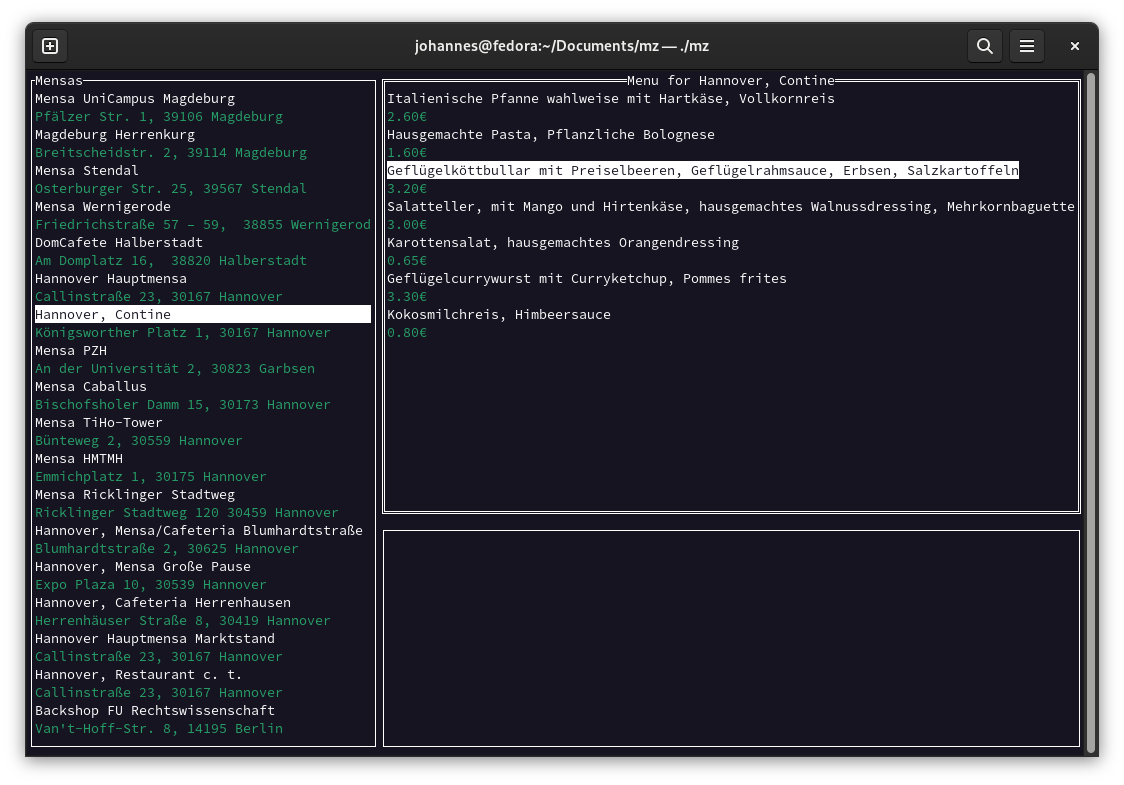 johannes@fedora:~/Documents/mz — ./mz
Mensas
Mensa UniCampus Magdeburg
Pfälzer Str. 1, 39106 Magdeburg
Magdeburg Herrenkurg
Breitscheidstr. 2, 39114 Magdeburg
Mensa Stendal
Osterburger Str. 25, 39567 Stendal
Mensa Wernigerode
Friedrichstraße 57 – 59,  38855 Wernigerod
DomCafete Halberstadt
Am Domplatz 16,  38820 Halberstadt
Hannover Hauptmensa
Callinstraße 23, 30167 Hannover
Hannover, Contine
Königsworther Platz 1, 30167 Hannover
Mensa PZH
An der Universität 2, 30823 Garbsen
Mensa Caballus
Bischofsholer Damm 15, 30173 Hannover
Mensa TiHo-Tower
Bünteweg 2, 30559 Hannover
Mensa HMTMH
Emmichplatz 1, 30175 Hannover
Mensa Ricklinger Stadtweg
Ricklinger Stadtweg 120 30459 Hannover
Hannover, Mensa/Cafeteria Blumhardtstraße
Blumhardtstraße 2, 30625 Hannover
Hannover, Mensa Große Pause
Expo Plaza 10, 30539 Hannover
Hannover, Cafeteria Herrenhausen
Herrenhäuser Straße 8, 30419 Hannover
Hannover Hauptmensa Marktstand
Callinstraße 23, 30167 Hannover
Hannover, Restaurant c. t.
Callinstraße 23, 30167 Hannover
Backshop FU Rechtswissenschaft
Van't-Hoff-Str. 8, 14195 Berlin
Menu for Hannover, Contine
Italienische Pfanne wahlweise mit Hartkäse, Vollkornreis
2.60€
Hausgemachte Pasta, Pflanzliche Bolognese
1.60€
Geflügelköttbullar mit Preiselbeeren, Geflügelrahmsauce, Erbsen, Salzkartoffeln
3.20€
Salatteller, mit Mango und Hirtenkäse, hausgemachtes Walnussdressing, Mehrkornbaguette
3.00€
Karottensalat, hausgemachtes Orangendressing
0.65€
Geflügelcurrywurst mit Curryketchup, Pommes frites
3.30€
Kokosmilchreis, Himbeersauce
0.80€